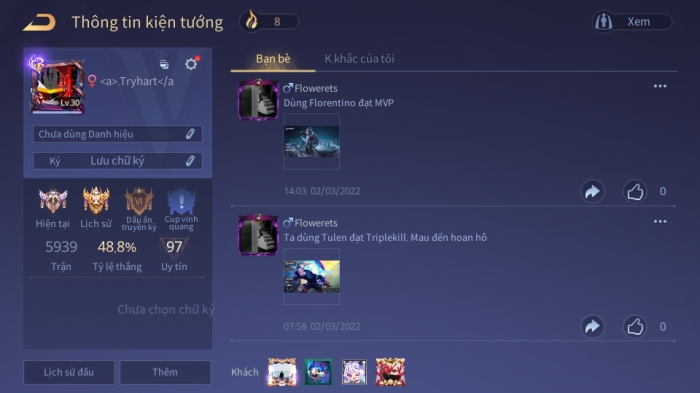 Thông tin kiện tướng
8
Xem
Bạn bè
K.khắc của tôi
<a>.Tryhart</a
Lv.30
Chưa dùng Danh hiệu
Ký
Lưu chữ ký
Flowerets
Dùng Florentino đạt MVP
14:03: 02/03/2022
0
Hiện tại
Lịch sử
Dấu ấn truyền kỳ
Cup vinh quang
VI
5939
48.8%
97
Trận
Tỷ lệ thắng
Uy tín
Flowerets
Ta dùng Tulen đạt Triplekill, Mau đến hoan hô
07:58: 02/03/2022
0
Chưa chọn chữ ký
Lịch sử đấu
Thêm
Khách